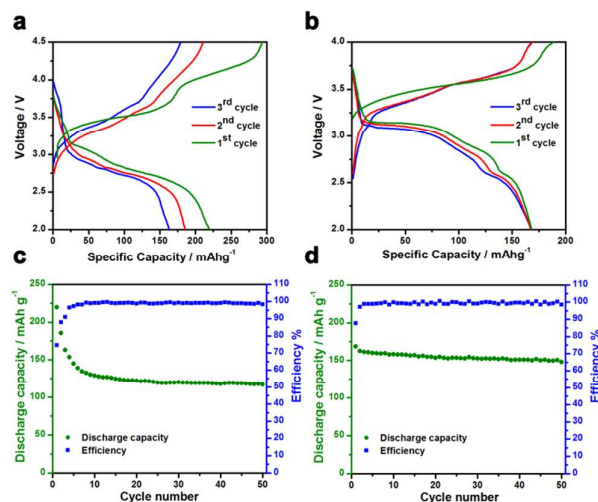 a
4.5
4.0
3.5
3.0
2.5
2.0
Voltage / V
3rd cycle
2nd cycle
1st cycle
0 50 100 150 200 250 300
Specific Capacity / mAhg-1
b
4.0
3.6
3.2
2.8
2.4
2.0
Voltage / V
3rd cycle
2nd cycle
1st cycle
0 50 100 150 200
Specific Capacity / mAhg-1
c
250
200
150
100
50
0
Discharge capacity / mAh g-1
110
100
90
80
70
60
50
40
30
20
10
0
Efficiency %
Discharge capacity
Efficiency
0 10 20 30 40 50
Cycle number
d
250
200
150
100
50
0
Discharge capacity / mAh g-1
110
100
90
80
70
60
50
40
30
20
10
0
Efficiency %
Discharge capacity
Efficiency
0 10 20 30 40 50
Cycle number